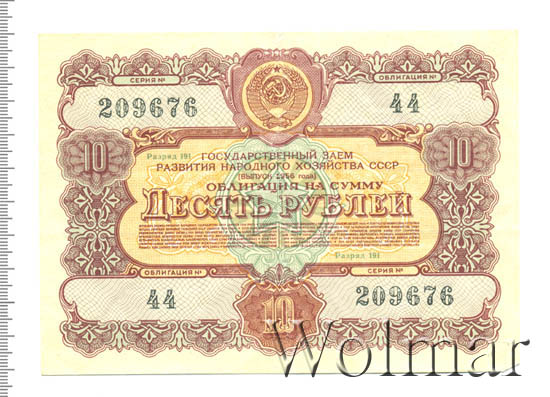 СЕРИЯ №
ОБЛИГАЦИЯ №
209676
44
10
10
Разряд 191
ГОСУДАРСТВЕННЫЙ ЗАЕМ
РАЗВИТИЯ НАРОДНОГО ХОЗЯЙСТВА СССР
(ВЫПУСК 1956 года)
ОБЛИГАЦИЯ НА СУММУ
ДЕСЯТЬ РУБЛЕЙ
Разряд 191
ОБЛИГАЦИЯ №
СЕРИЯ №
44
10
209676
Wolmar